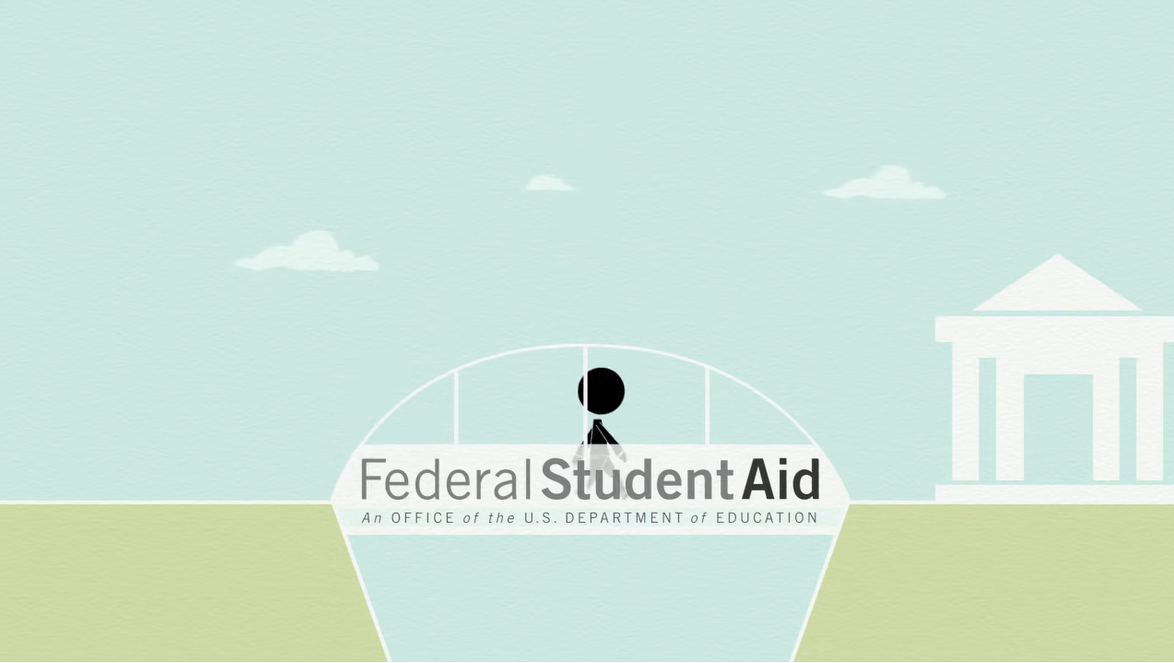 Federal Student Aid
An OFFICE of the U.S. DEPARTMENT of EDUCATION